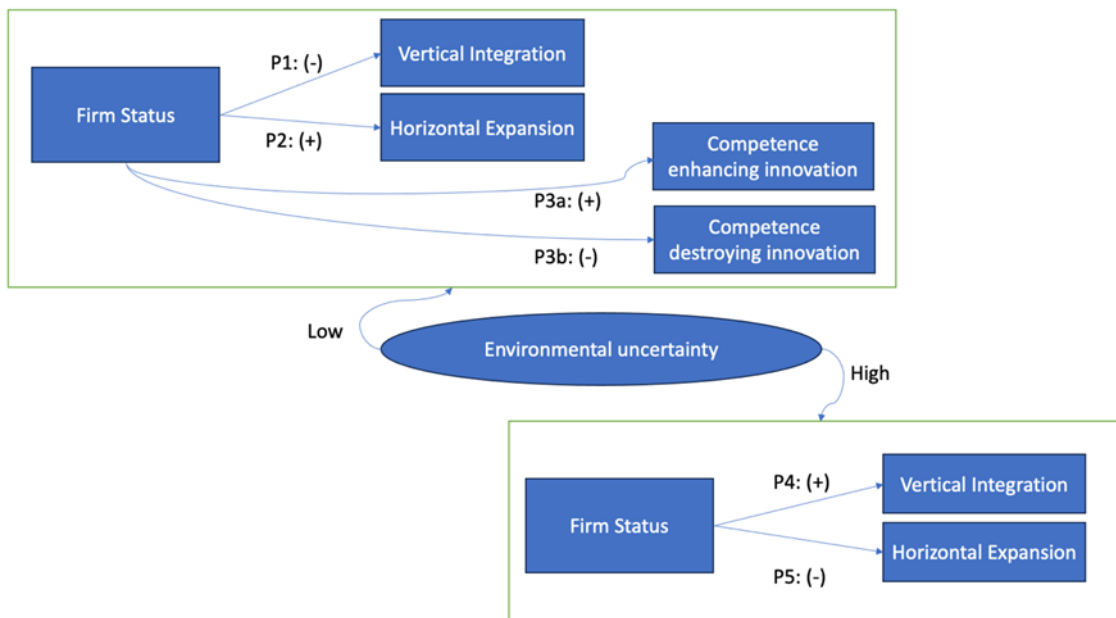 P1: (-)
Vertical Integration
Firm Status
P2: (+)
Horizontal Expansion
Competence
enhancing innovation
P3a: (+)
Competence
destroying innovation
P3b: (-)
Low
Environmental uncertainty
High
P4: (+)
Vertical Integration
Firm Status
Horizontal Expansion
P5: (-)